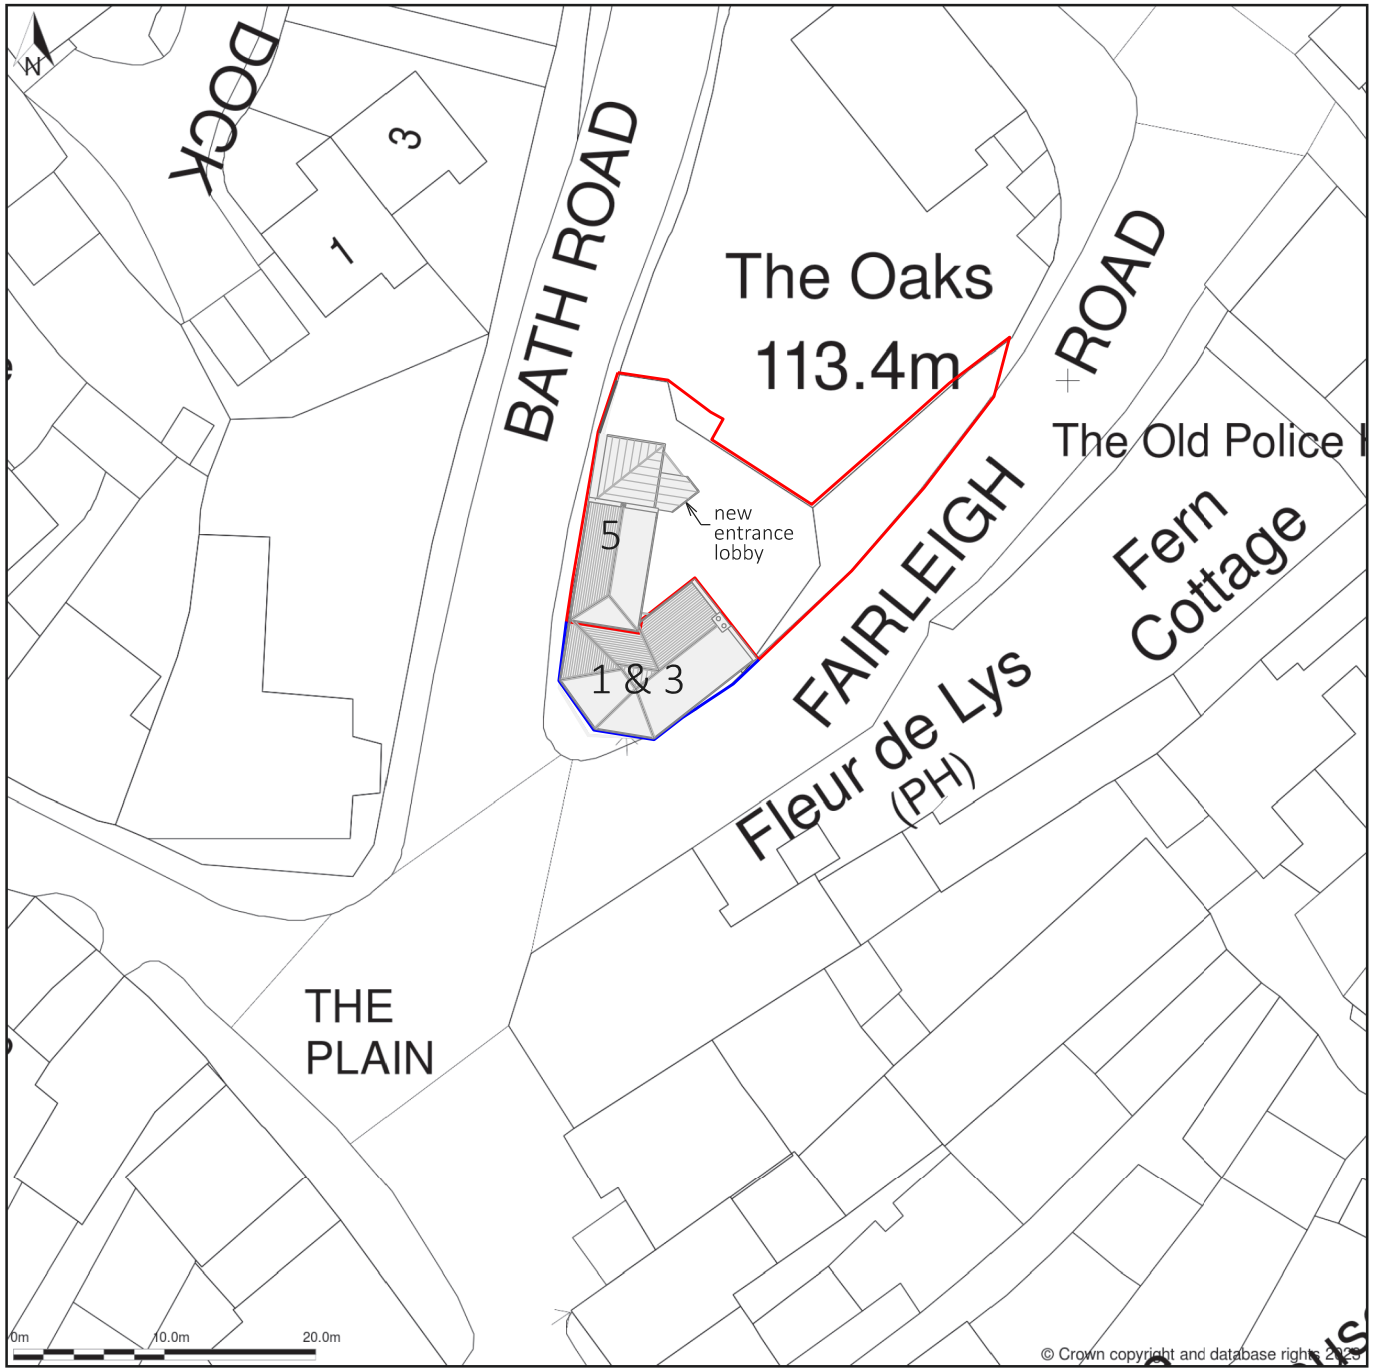 N
DOCK
3
1
BATH ROAD
The Oaks
113.4m
ROAD
The Old Police
Fern
Cottage
new
entrance
lobby
5
1 & 3
FAIRLEIGH
Fleur de Lys
(PH)
THE
PLAIN
0m 10.0m 20.0m
© Crown copyright and database rights 2023